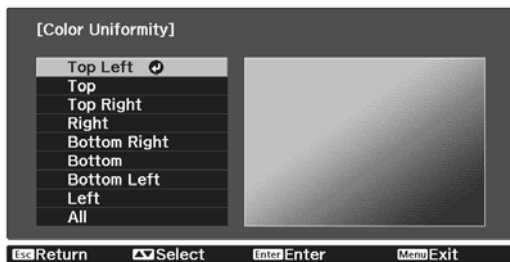 [Color Uniformity]
Top Left
Top
Top Right
Right
Bottom Right
Bottom
Bottom Left
Left
All
Esc Return Select Enter Enter Menu Exit